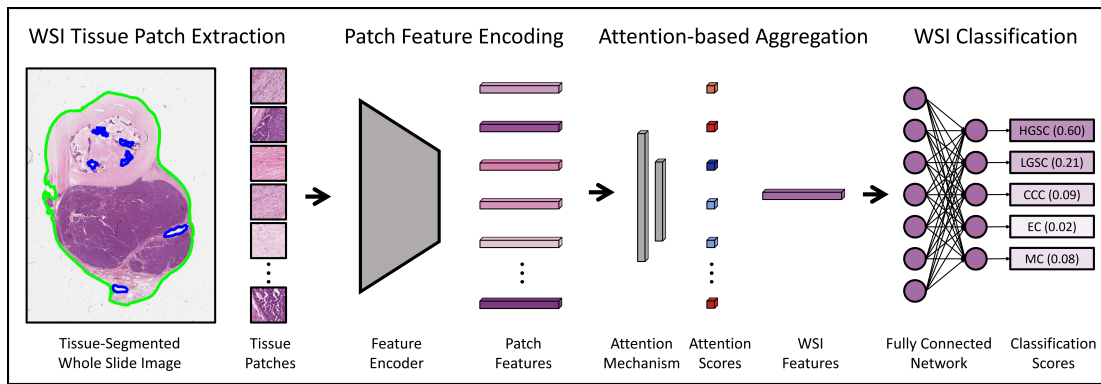 WSI Tissue Patch Extraction
Patch Feature Encoding
Attention-based Aggregation
WSI Classification
HGSC (0.60)
LGSC (0.21)
CCC (0.09)
EC (0.02)
MC (0.08)
Tissue-Segmented
Whole Slide Image
Tissue
Patches
Feature
Encoder
Patch
Features
Attention
Mechanism
Attention
Scores
WSI
Features
Fully Connected
Network
Classification
Scores